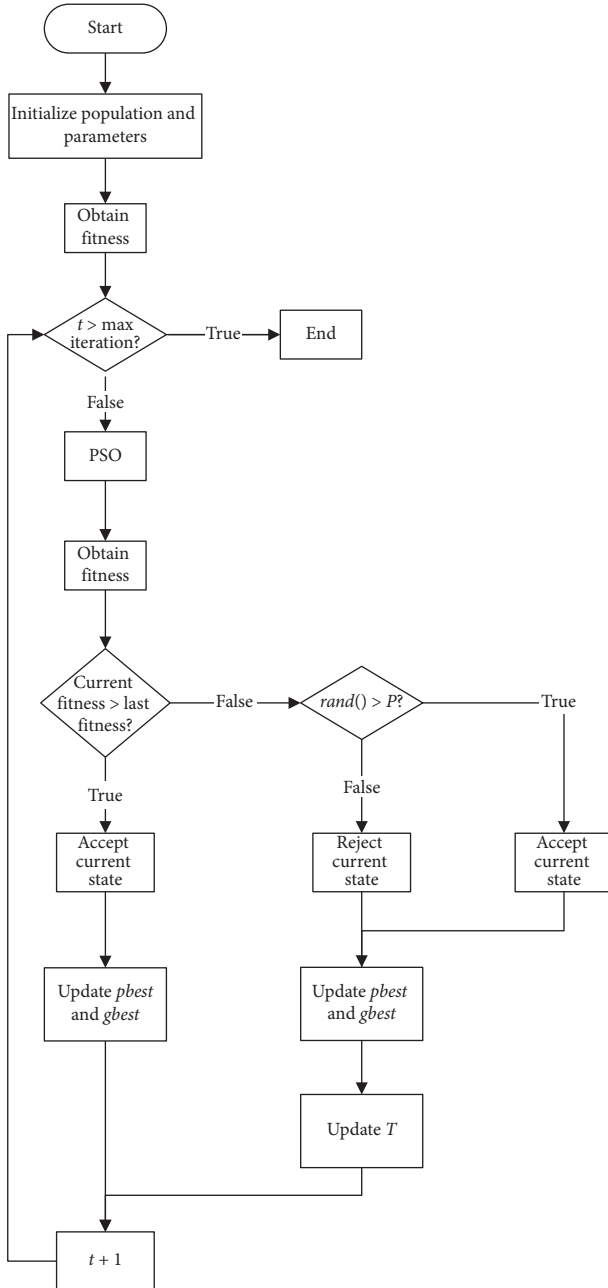 Start
Initialize population and
parameters
Obtain
fitness
t > max
iteration?
True
End
False
PSO
Obtain
fitness
Current
fitness > last
fitness?
False
rand() > P?
True
True
False
Accept
current
state
Reject
current
state
Accept
current
state
Update pbest
and gbest
Update pbest
and gbest
Update T
t + 1